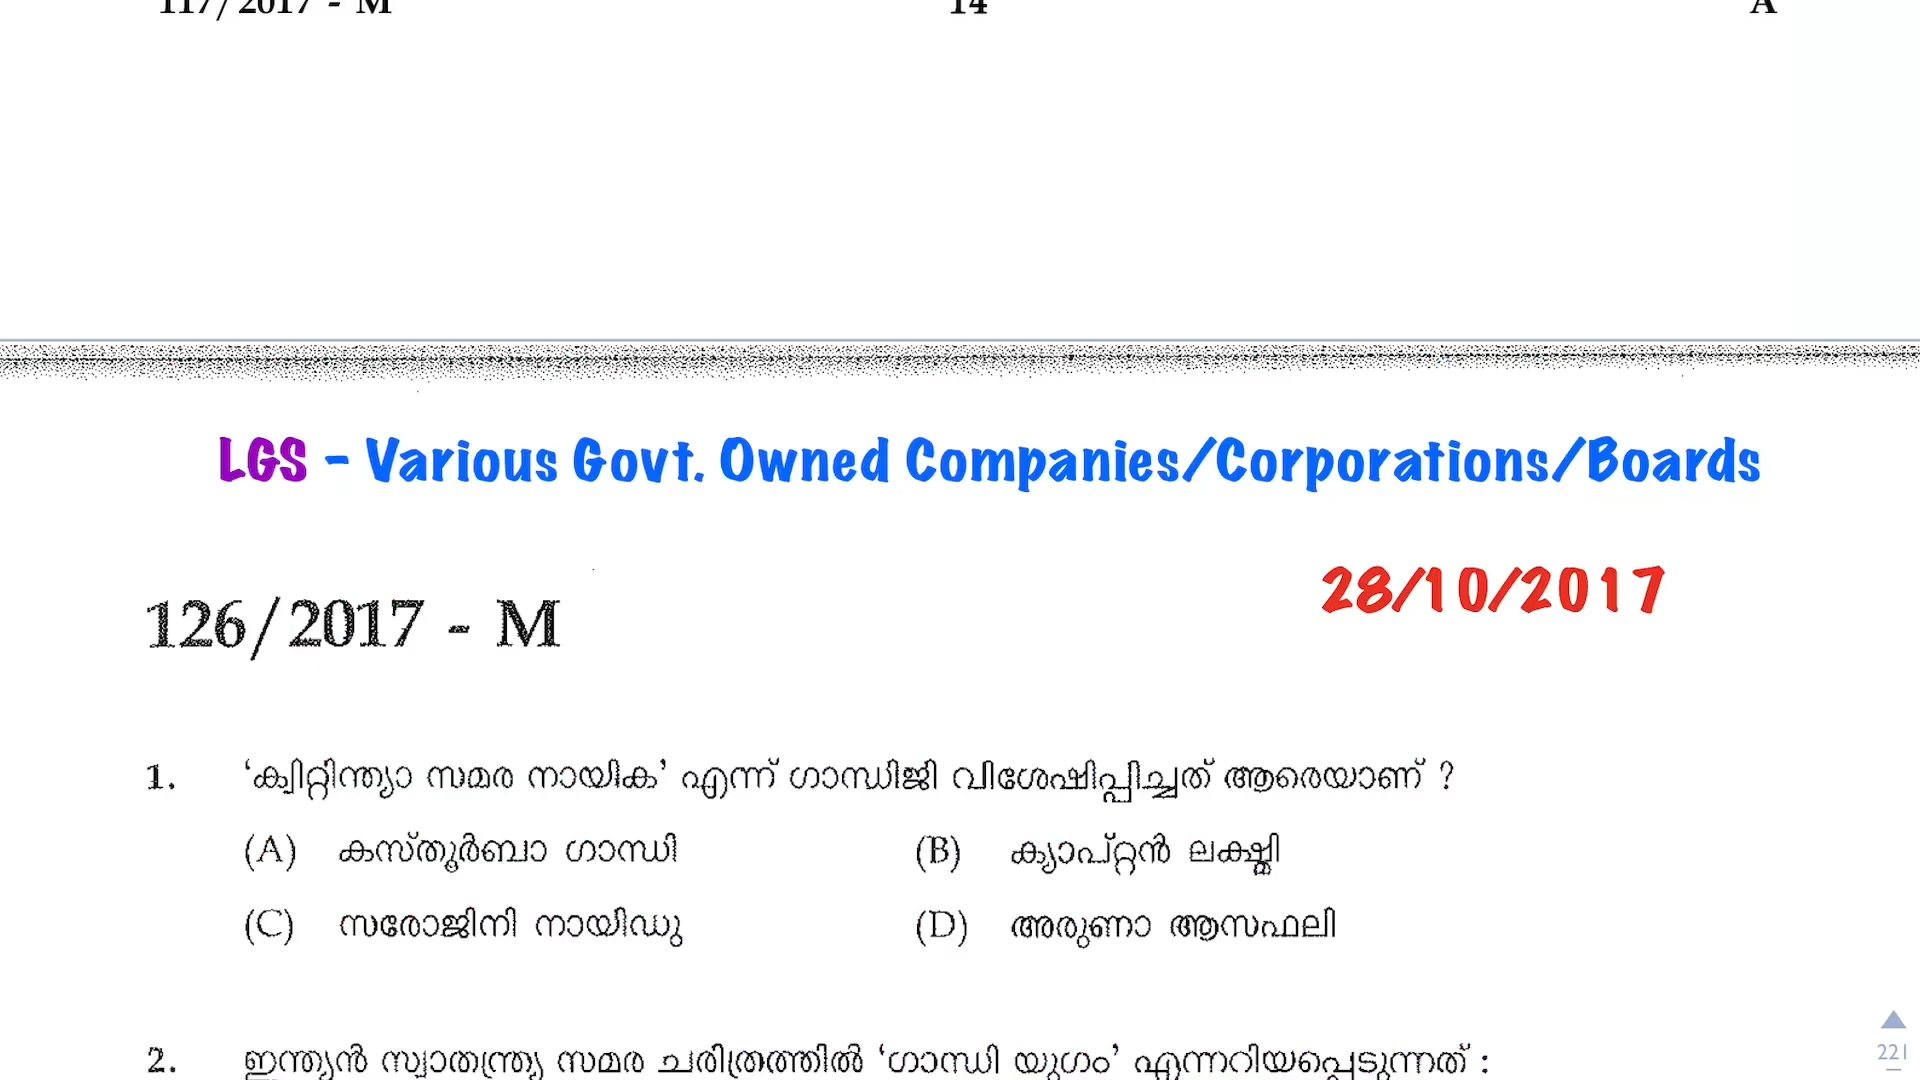 117/2017 - M 14 A
LGS - Various Govt. Owned Companies/Corporations/Boards
28/10/2017
126/2017 - M
1. ‘ക്വിറ്റിന്ത്യാ സമര നായിക’ എന്ന് ഗാന്ധിജി വിശേഷിപ്പിച്ചത് ആരെയാണ് ?
(A) കസ്തൂർബാ ഗാന്ധി (B) ക്യാപ്റ്റൻ ലക്ഷ്മി
(C) സരോജിനി നായിഡു (D) അരുണാ ആസഫലി
2. ഇന്ത്യൻ സ്വാതന്ത്ര്യ സമര ചരിത്രത്തിൽ ‘ഗാന്ധി യുഗം’ എന്നറിയപ്പെടുന്നത് :
221